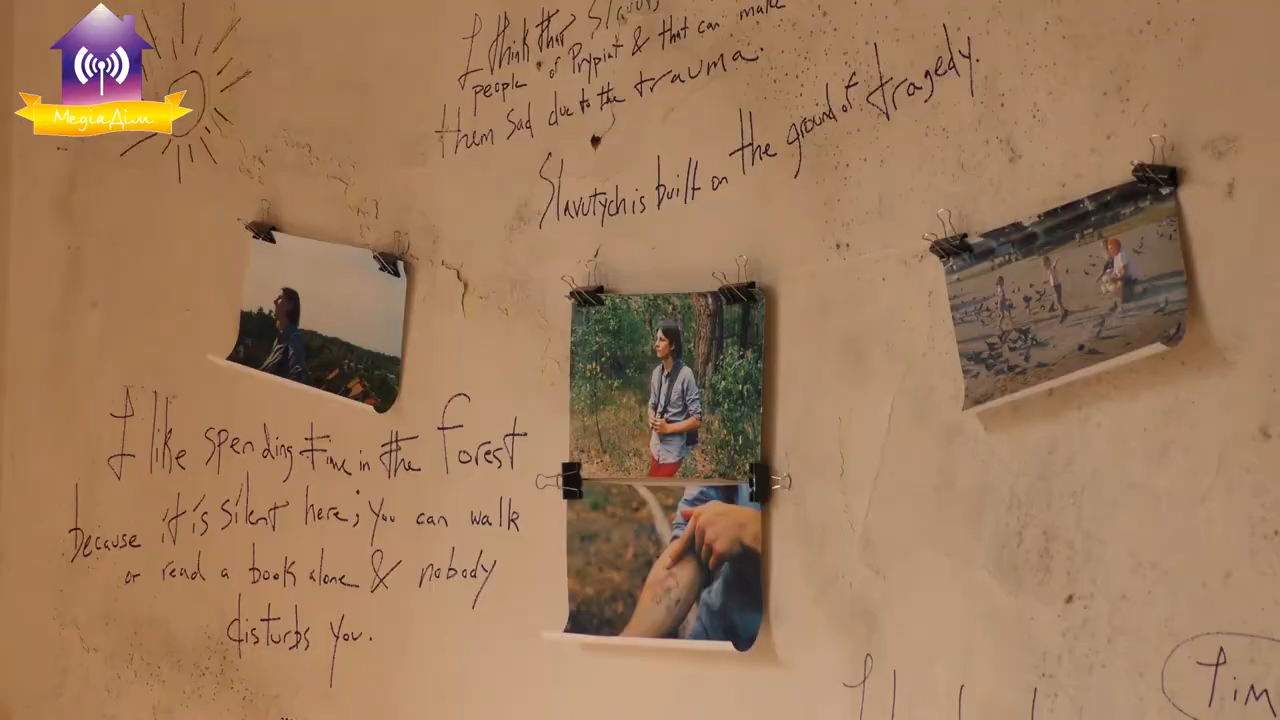 МедіаДім
I think that Slavuty
people of Prypiat & that can make
them sad due to the trauma.
Slavutych is built on the ground of tragedy.
I like spending time in the forest
because it is silent here; you can walk
or read a book alone & nobody
disturbs you.
Tim